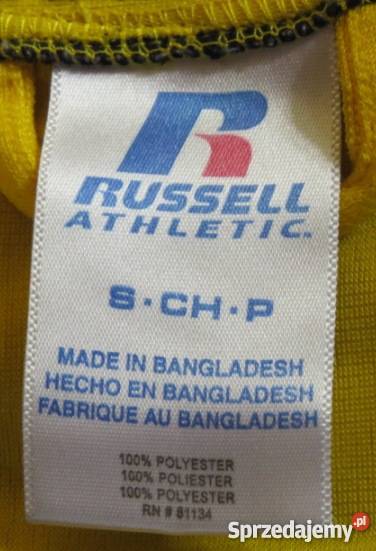 RUSSELL
ATHLETIC™
S·CH·P
MADE IN BANGLADESH
HECHO EN BANGLADESH
FABRIQUE AU BANGLADESH
100% POLYESTER
100% POLIESTER
100% POLYESTER
RN # 81134
Sprzedajemy.pl